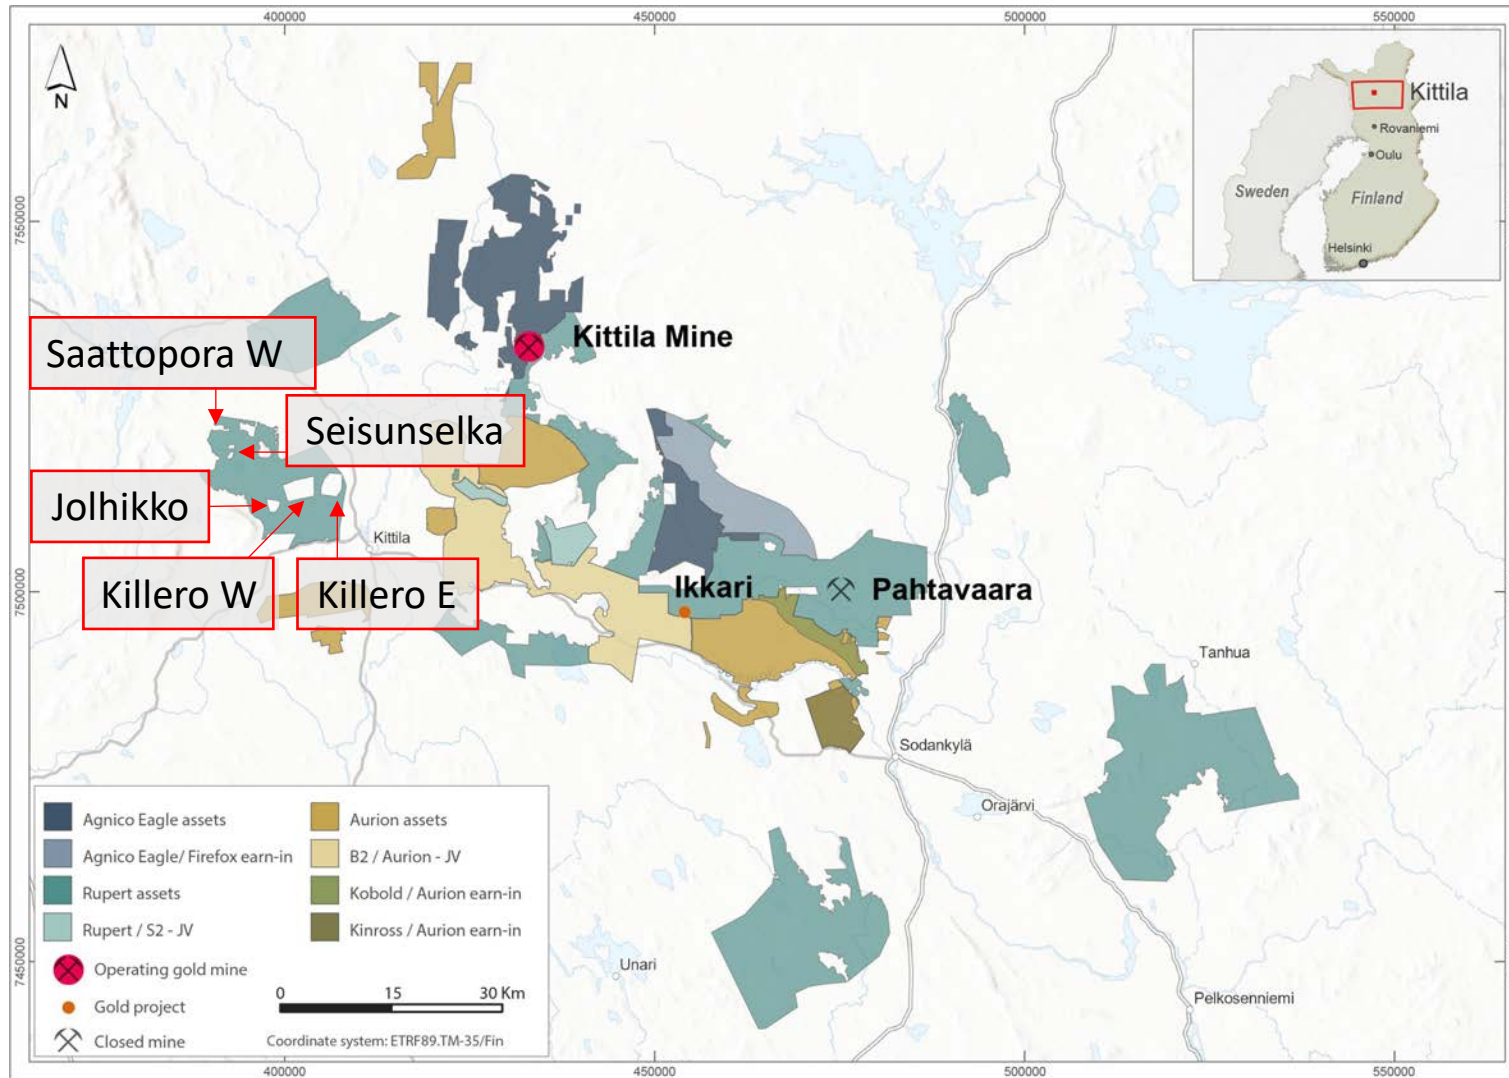 400000
450000
500000
550000
N
Kittila
Rovaniemi
Oulu
Sweden
Finland
Helsinki
7550000
Kittila Mine
Saattopora W
Seisunselka
Jolhikko
Kittila
Killero W
Killero E
7500000
Ikkari
Pahtavaara
Tanhua
Sodankylä
Orajärvi
Unari
Pelkosenniemi
7450000
Agnico Eagle assets
Agnico Eagle/ Firefox earn-in
Rupert assets
Rupert / S2 - JV
Aurion assets
B2 / Aurion - JV
Kobold / Aurion earn-in
Kinross / Aurion earn-in
Operating gold mine
Gold project
Closed mine
0 15 30 Km
Coordinate system: ETRF89.TM-35/Fin
400000
450000
500000
550000